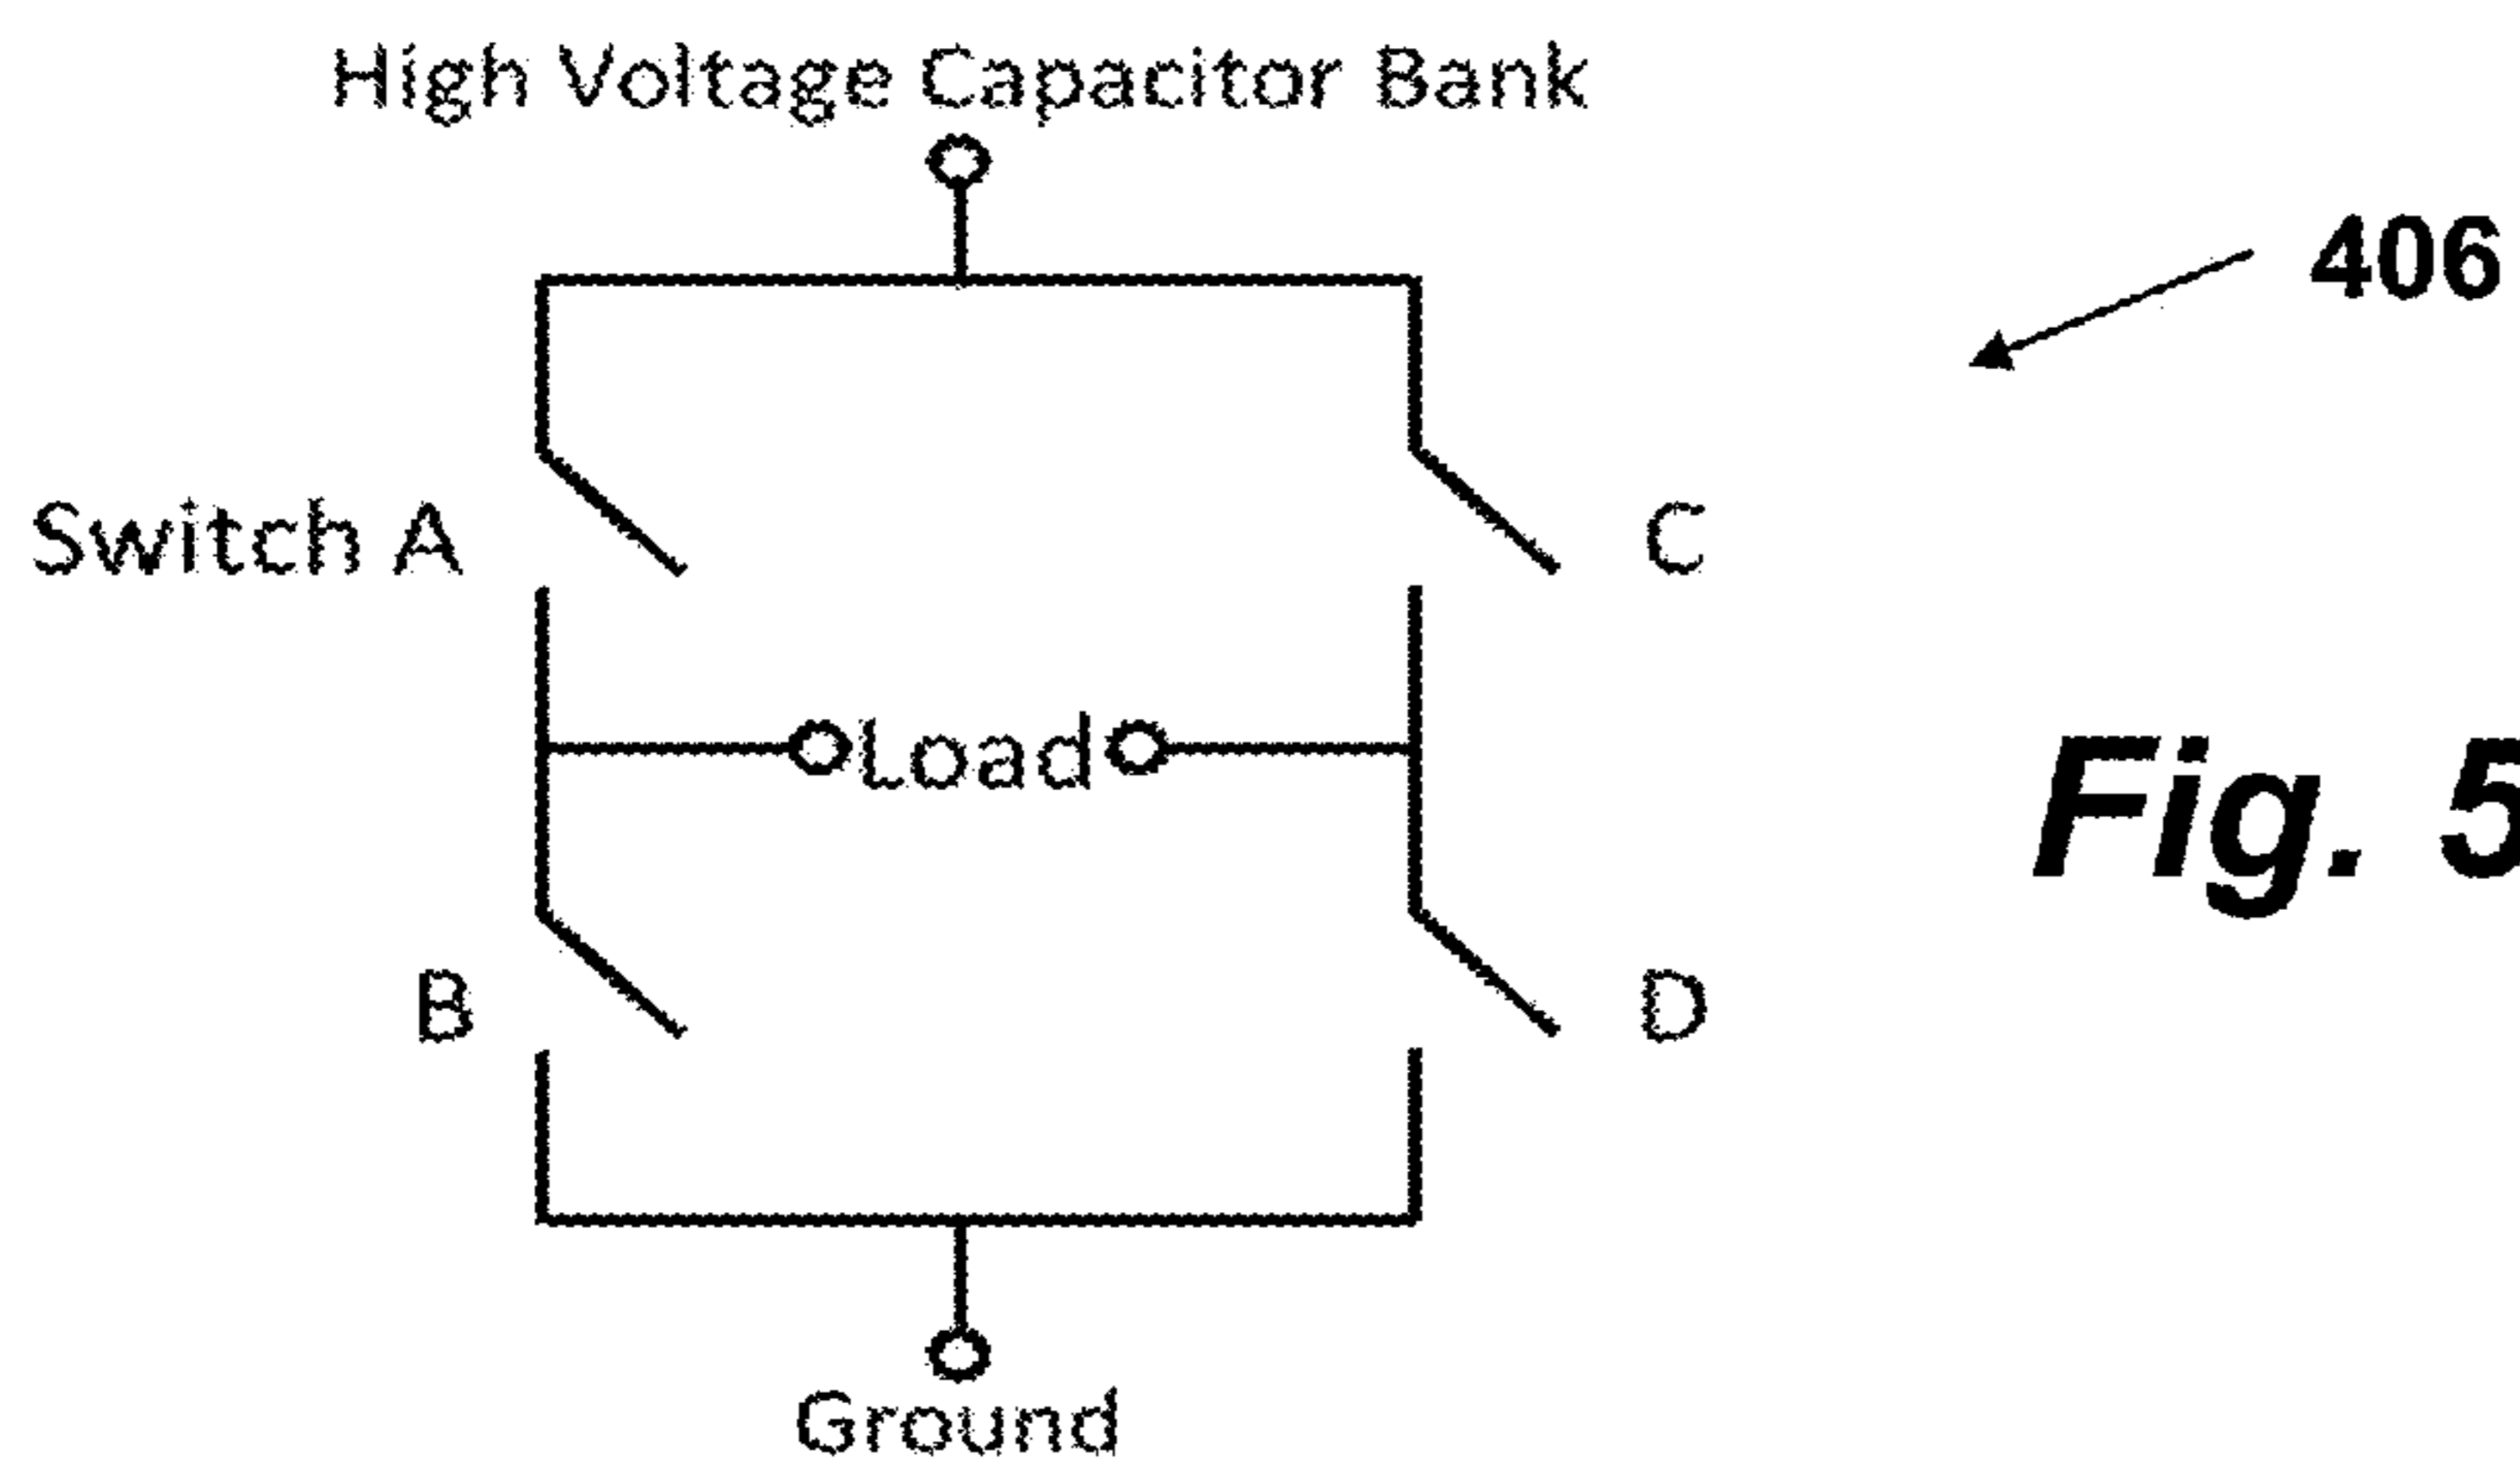 High Voltage Capacitor Bank
406
Switch A
C
Load
Fig. 5
B
D
Ground